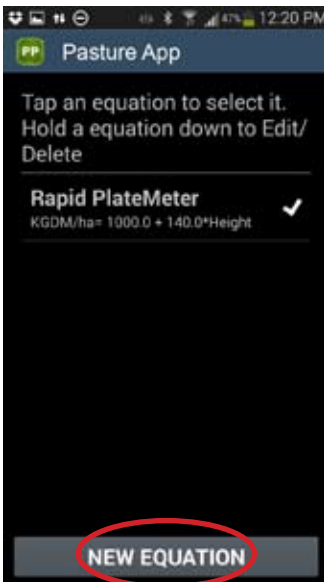 47% 12:20 PM
PP Pasture App
Tap an equation to select it.
Hold a equation down to Edit/
Delete
Rapid PlateMeter
KGDM/ha= 1000.0 + 140.0*Height
NEW EQUATION